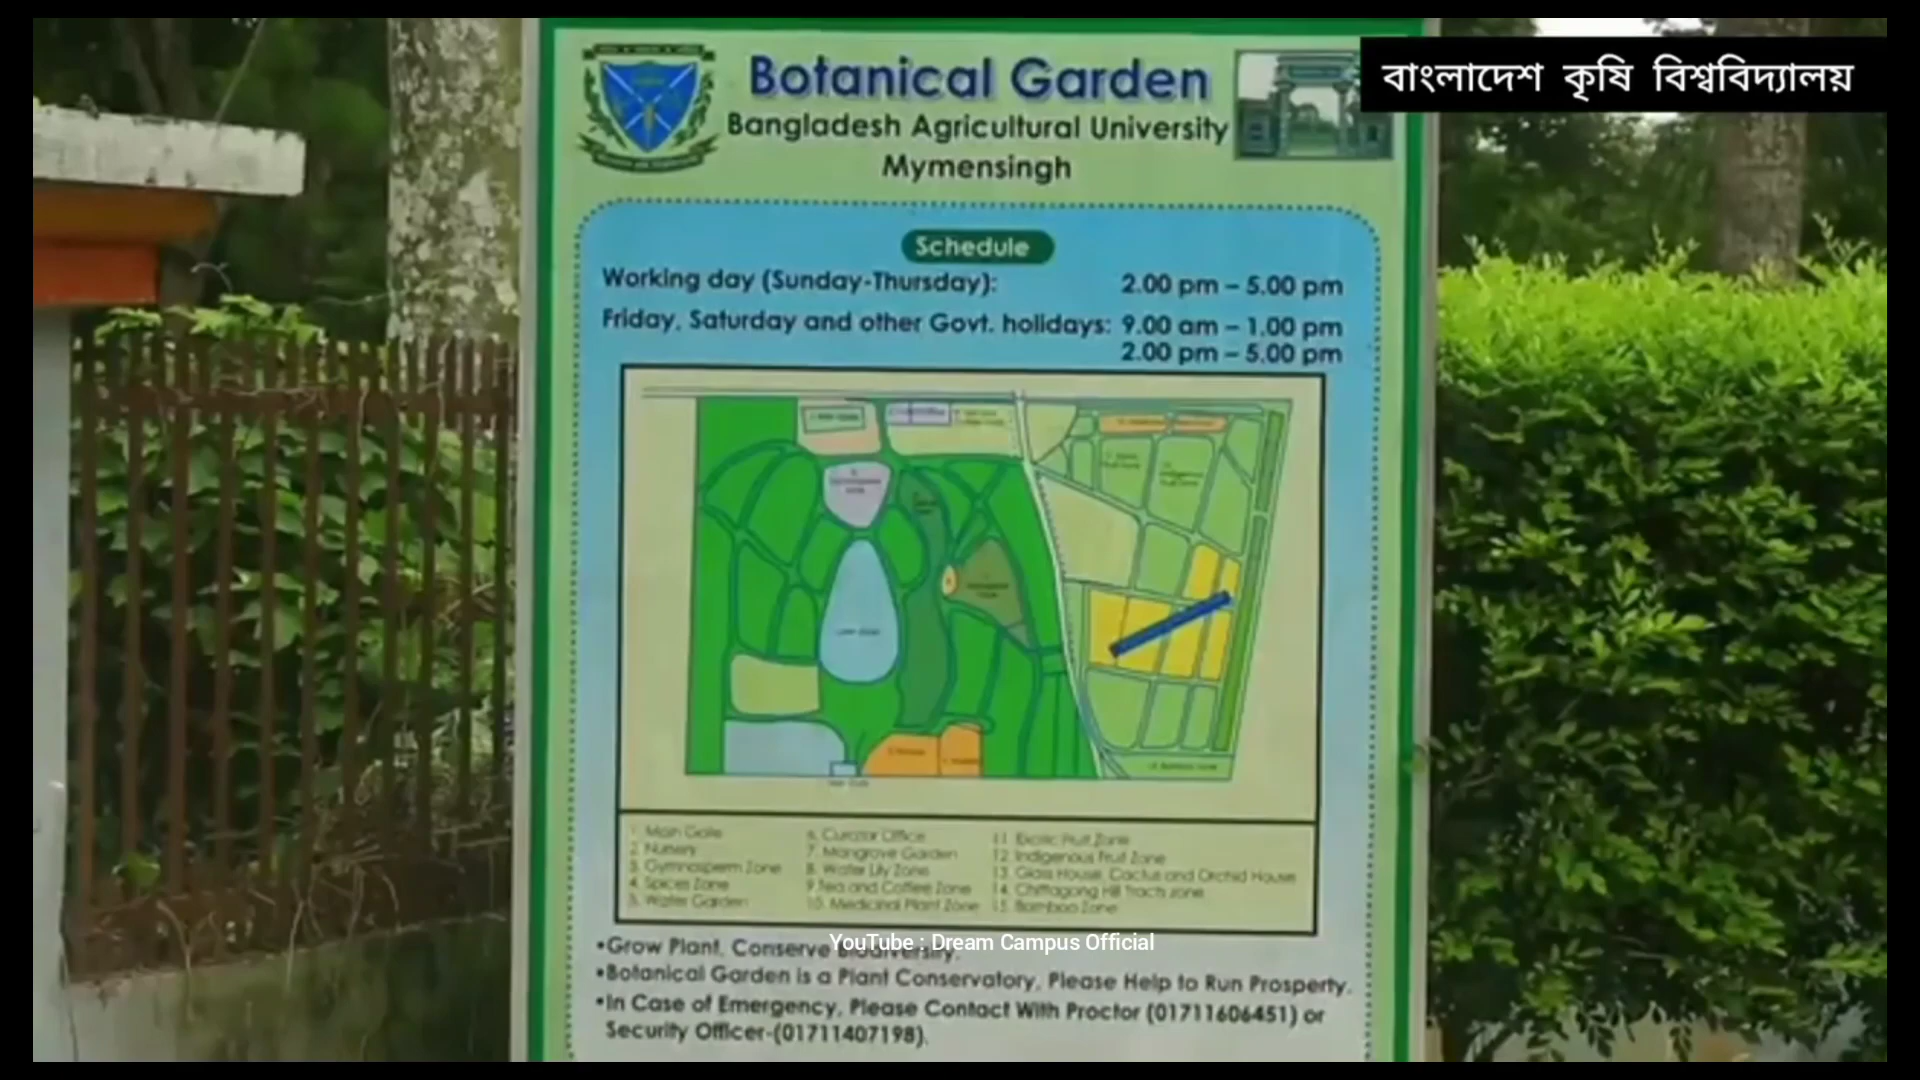 বাংলাদেশ কৃষি বিশ্ববিদ্যালয়
Botanical Garden
Bangladesh Agricultural University
Mymensingh
Schedule
Working day (Sunday-Thursday): 2.00 pm – 5.00 pm
Friday, Saturday and other Govt. holidays: 9.00 am – 1.00 pm
2.00 pm – 5.00 pm
1. Main Gate
2. Nursery
3. Gymnosperm Zone
4. Spices Zone
5. Water Garden
6. Curator Office
7. Mangrove Garden
8. Water Lily Zone
9. Tea and Coffee Zone
10. Medicinal Plant Zone
11. Exotic Fruit Zone
12. Indigenous Fruit Zone
13. Glass House, Cactus and Orchid House
14. Chittagong Hill Tracts zone
15. Bamboo Zone
•Grow Plant, Conserve Biodiversity.
YouTube : Dream Campus Official
•Botanical Garden is a Plant Conservatory, Please Help to Run Prosperty.
•In Case of Emergency, Please Contact With Proctor (01711606451) or
Security Officer-(01711407198).